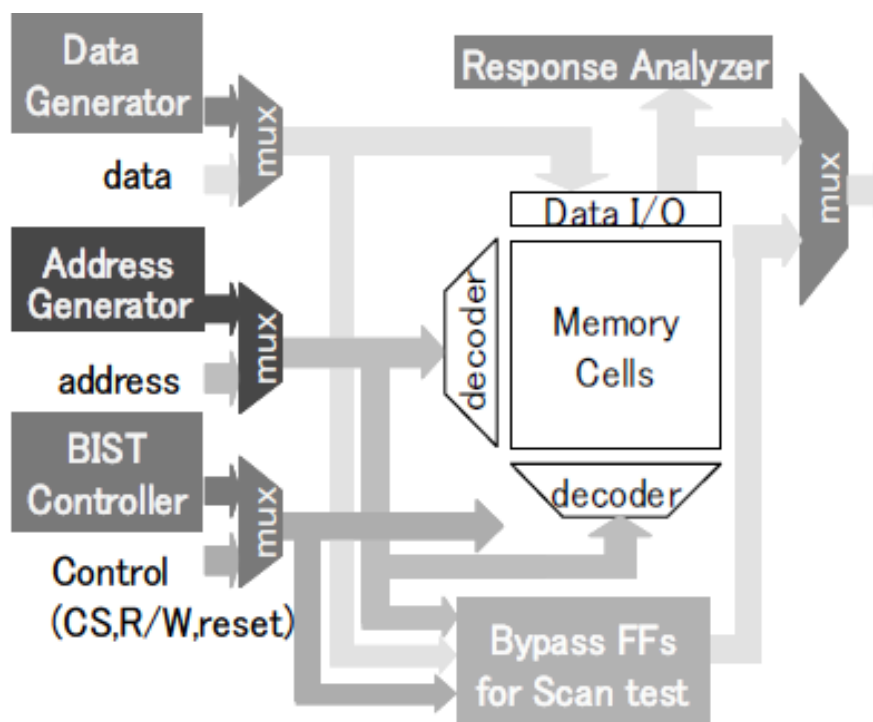 Data
Generator
mux
data
Response Analyzer
mux
Data I/O
Address
Generator
mux
address
decoder
Memory
Cells
BIST
Controller
mux
decoder
Control
(CS,R/W,reset)
Bypass FFs
for Scan test